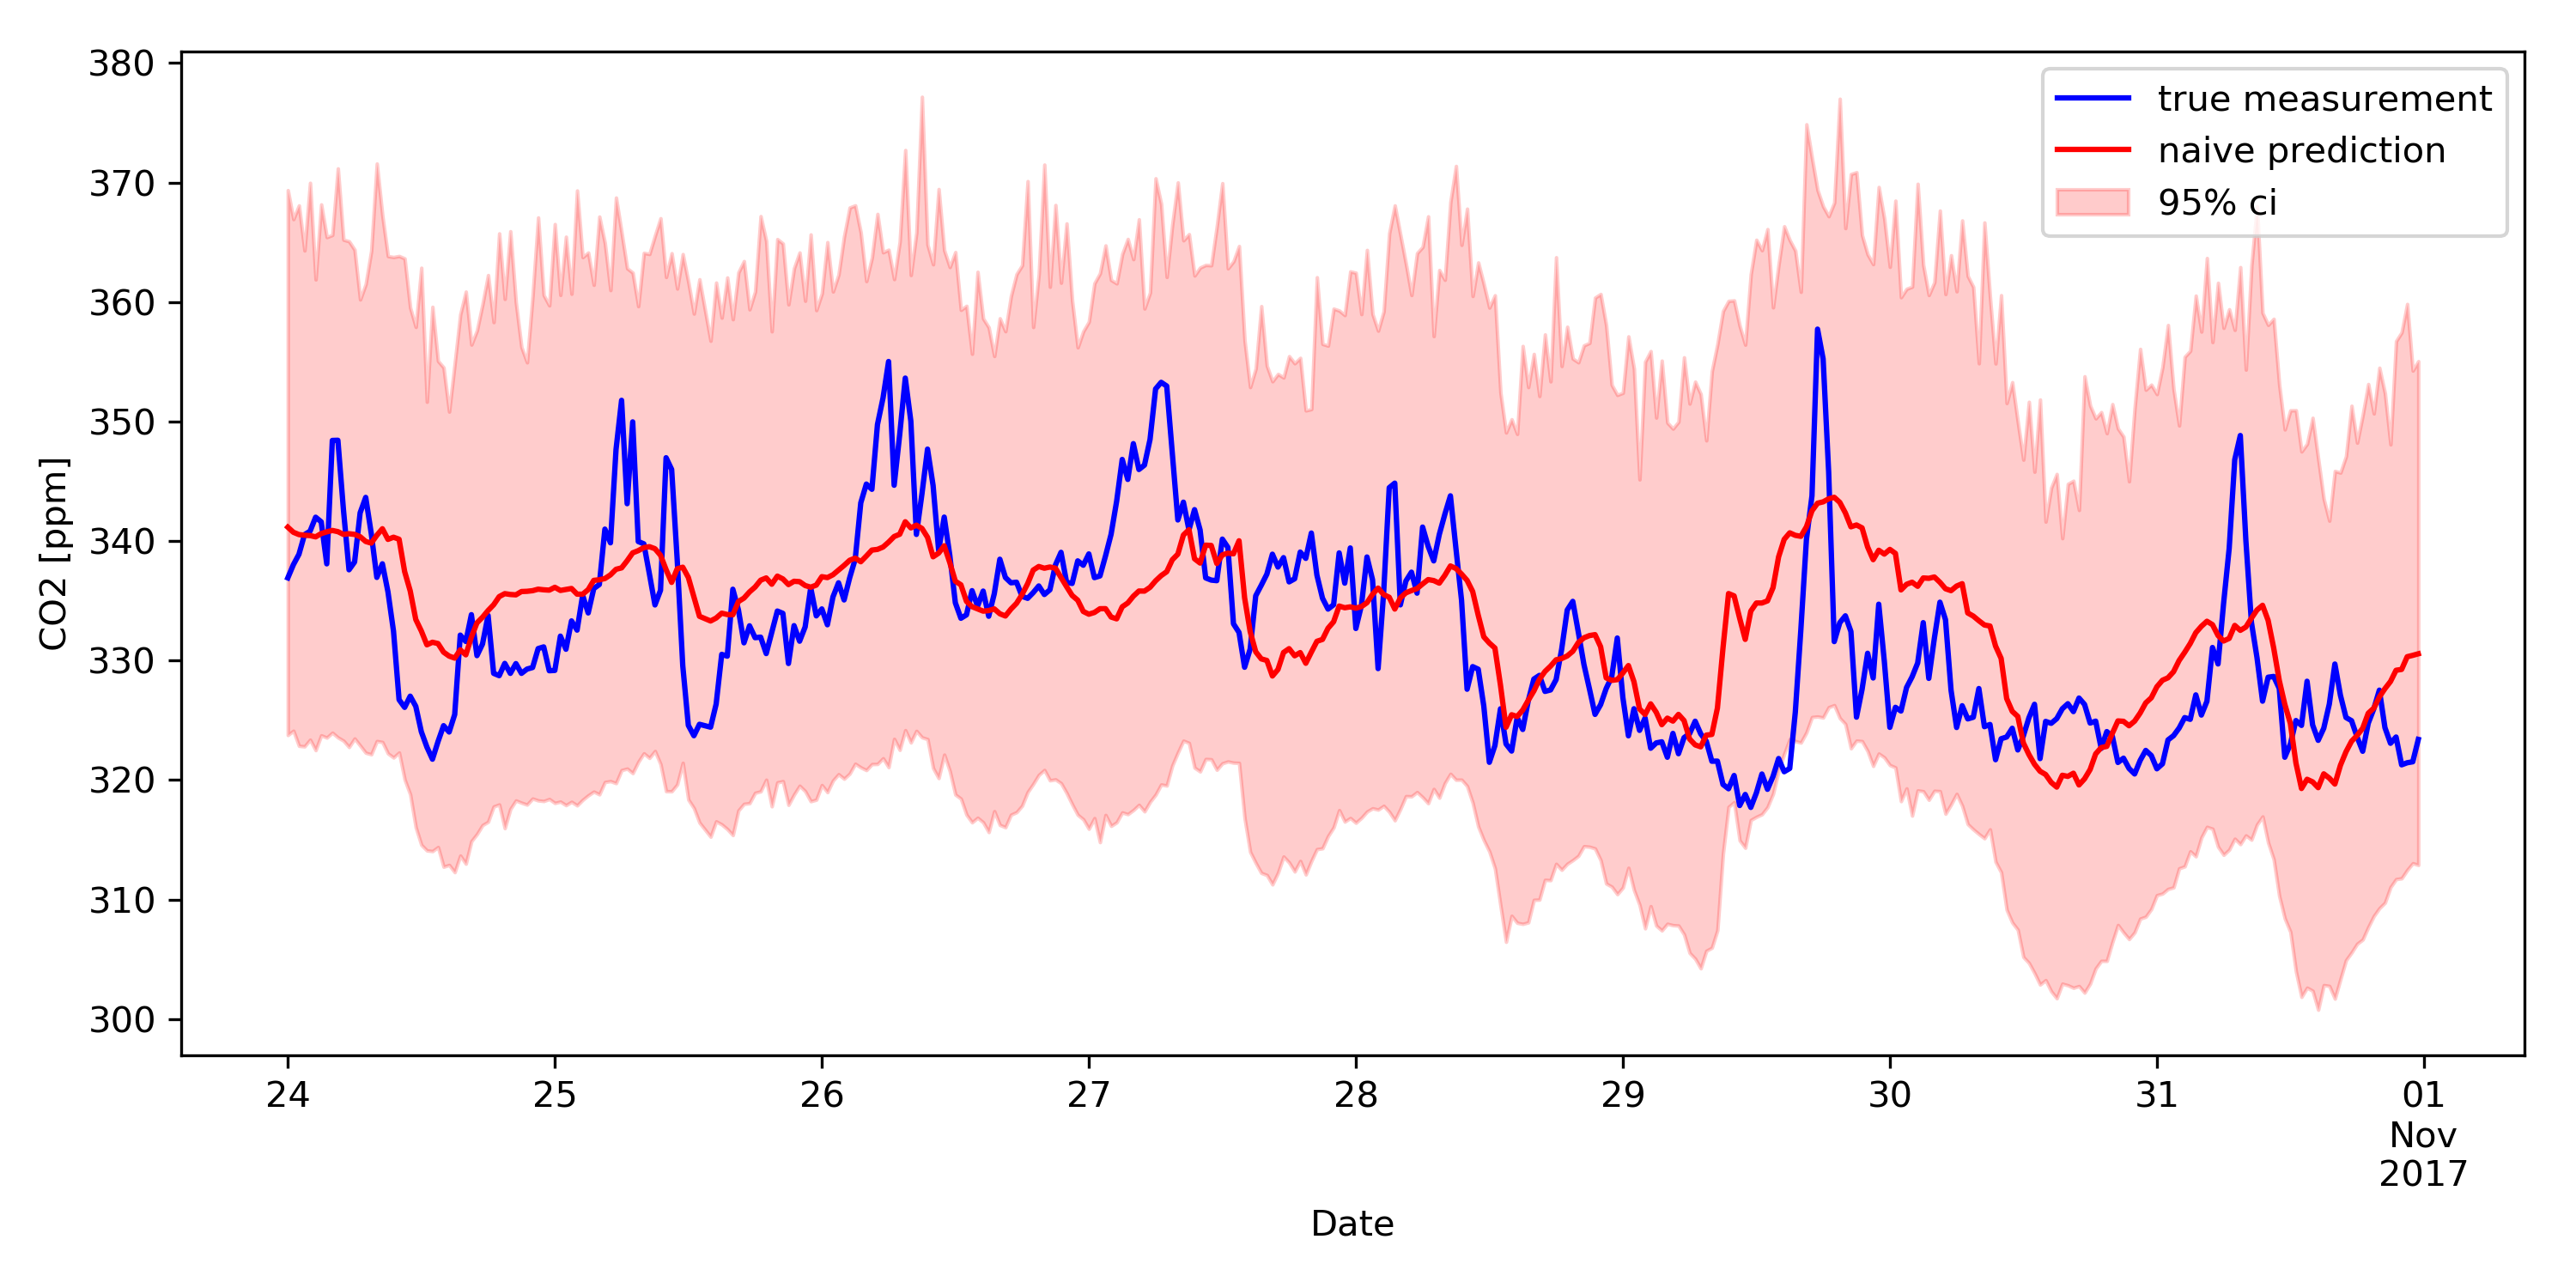 380
370
360
350
340
330
320
310
300
CO2 [ppm]
true measurement
naive prediction
95% ci
24 25 26 27 28 29 30 31 01
Nov
2017
Date